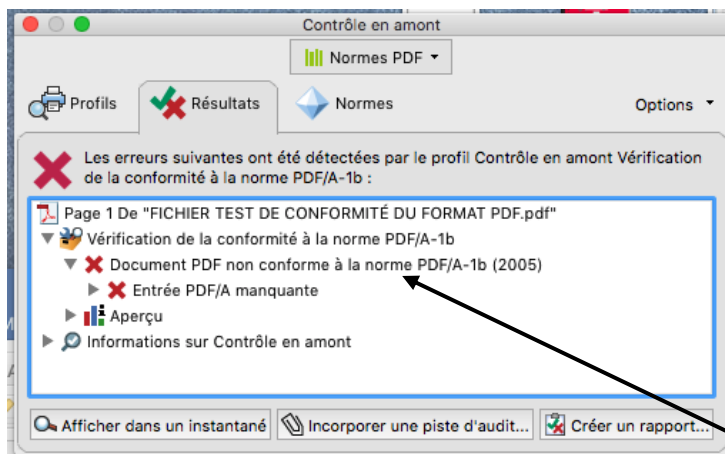 Contrôle en amont
Normes PDF
Profils
Résultats
Normes
Options
Les erreurs suivantes ont été détectées par le profil Contrôle en amont Vérification
de la conformité à la norme PDF/A-1b :
Page 1 De "FICHIER TEST DE CONFORMITÉ DU FORMAT PDF.pdf"
Vérification de la conformité à la norme PDF/A-1b
Document PDF non conforme à la norme PDF/A-1b (2005)
Entrée PDF/A manquante
Aperçu
Informations sur Contrôle en amont
Afficher dans un instantané
Incorporer une piste d'audit...
Créer un rapport...